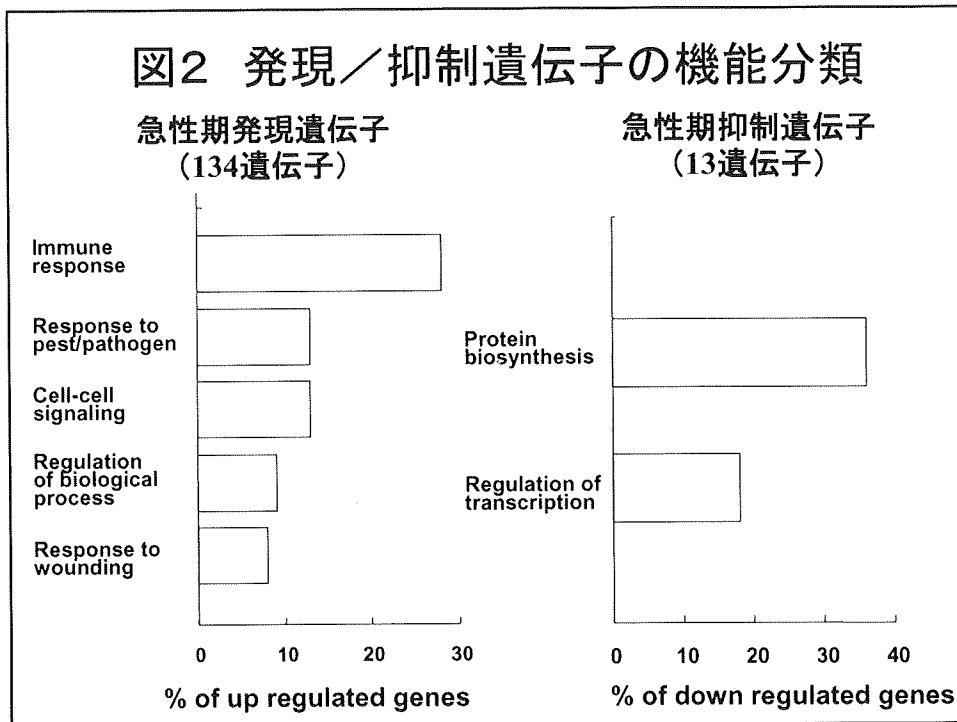 図2 発現／抑制遺伝子の機能分類
急性期発現遺伝子
（134遺伝子）
Immune
response
Response to
pest/pathogen
Cell-cell
signaling
Regulation
of biological
process
Response to
wounding
0 10 20 30
% of up regulated genes
急性期抑制遺伝子
（13遺伝子）
Protein
biosynthesis
Regulation of
transcription
0 10 20 30 40
% of down regulated genes